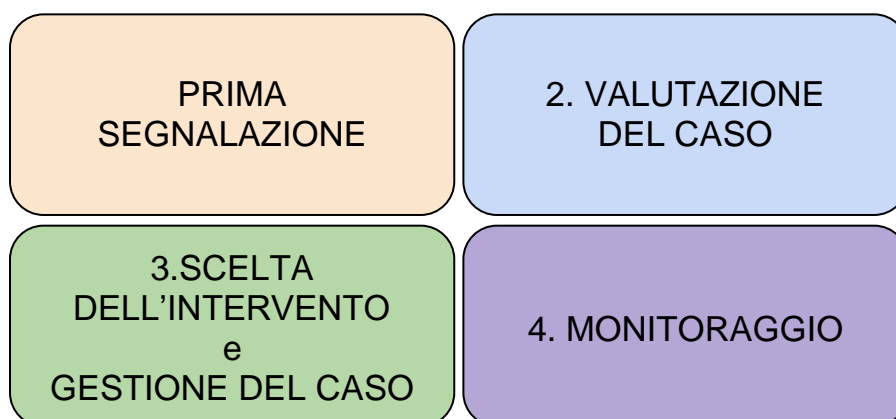 PRIMA
SEGNALAZIONE
2. VALUTAZIONE
DEL CASO
3.SCELTA
DELL’INTERVENTO
e
GESTIONE DEL CASO
4. MONITORAGGIO